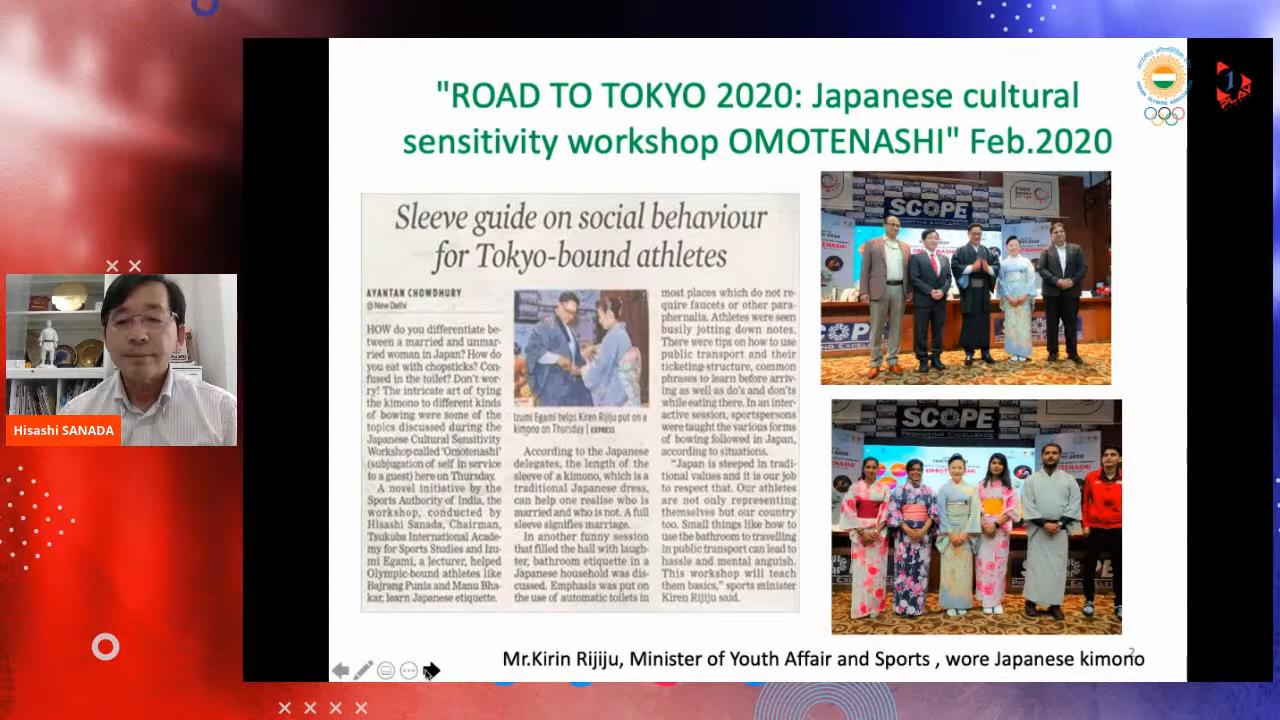 "ROAD TO TOKYO 2020: Japanese cultural
sensitivity workshop OMOTENASHI" Feb.2020
Sleeve guide on social behaviour
for Tokyo-bound athletes
AYANTAN CHOWDHURY
@New Delhi
HOW do you differentiate be-
tween a married and unmar-
ried woman in Japan? How do
you eat with chopsticks? Con-
fused in the toilet? Don't wor-
ry! The intricate art of tying
the kimono to different kinds
of bowing were some of the
topics discussed during the
Japanese Cultural Sensitivity
Workshop called 'Omotenashi'
(subjugation of self in service
to a guest) here on Thursday.
A novel initiative by the
Sports Authority of India, the
workshop, conducted by
Hisashi Sanada, Chairman,
Tsukuba International Acade-
my for Sports Studies and Izu-
mi Egami, a lecturer, helped
Olympic-bound athletes like
Bajrang Punia and Manu Bha-
kar, learn Japanese etiquette.
Izumi Egami helps Kiren Rijiju put on a
kimono on Thursday | EXPRESS
According to the Japanese
delegates, the length of the
sleeve of a kimono, which is a
traditional Japanese dress,
can help one realise who is
married and who is not. A full
sleeve signifies marriage.
In another funny session
that filled the hall with laugh-
ter, bathroom etiquette in a
Japanese household was dis-
cussed. Emphasis was put on
the use of automatic toilets in
most places which do not re-
quire faucets or other para-
phernalia. Athletes were seen
busily jotting down notes.
There were tips on how to use
public transport and their
ticketing structure, common
phrases to learn before arriv-
ing as well as do's and don'ts
while eating there. In an inter-
active session, sportspersons
were taught the various forms
of bowing followed in Japan,
according to situations.
"Japan is steeped in tradi-
tional values and it is our job
to respect that. Our athletes
are not only representing
themselves but our country
too. Small things like how to
use the bathroom to travelling
in public transport can lead to
hassle and mental anguish.
This workshop will teach
them basics," sports minister
Kiren Rijiju said.
SCOPE
SCOPE
PROMOTING EXCELLENCE
OMOTENASHI
Hisashi SANADA
Mr.Kirin Rijiju, Minister of Youth Affair and Sports , wore Japanese kimono
2
1
PLAY